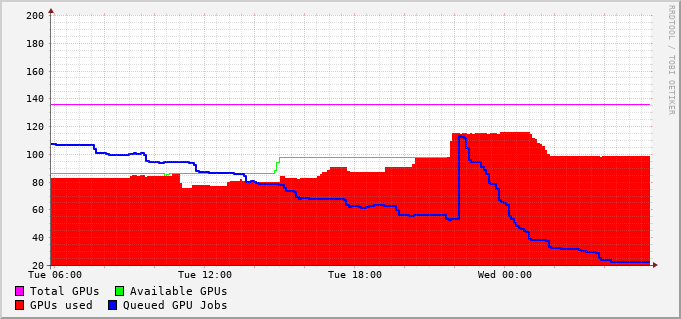 200
180
160
140
120
100
80
60
40
20
Tue 06:00 Tue 12:00 Tue 18:00 Wed 00:00
Total GPUs Available GPUs
GPUs used Queued GPU Jobs
RRDTOOL / TOBI OETIKER